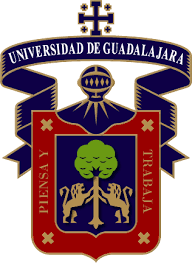 UNIVERSIDAD DE GUADALAJARA
PIENSA Y
TRABAJA